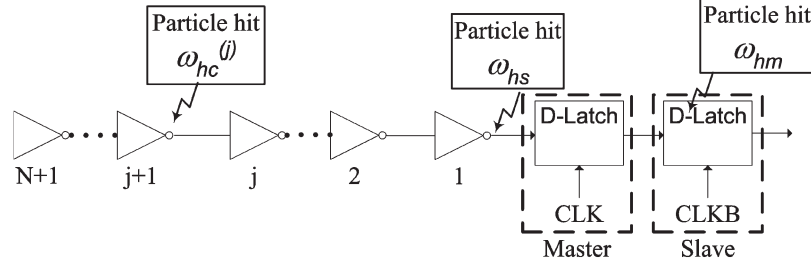 Particle hit
ω_hc^(j)
Particle hit
ω_hs
Particle hit
ω_hm
D-Latch
D-Latch
N+1
j+1
j
2
1
CLK
CLKB
Master
Slave